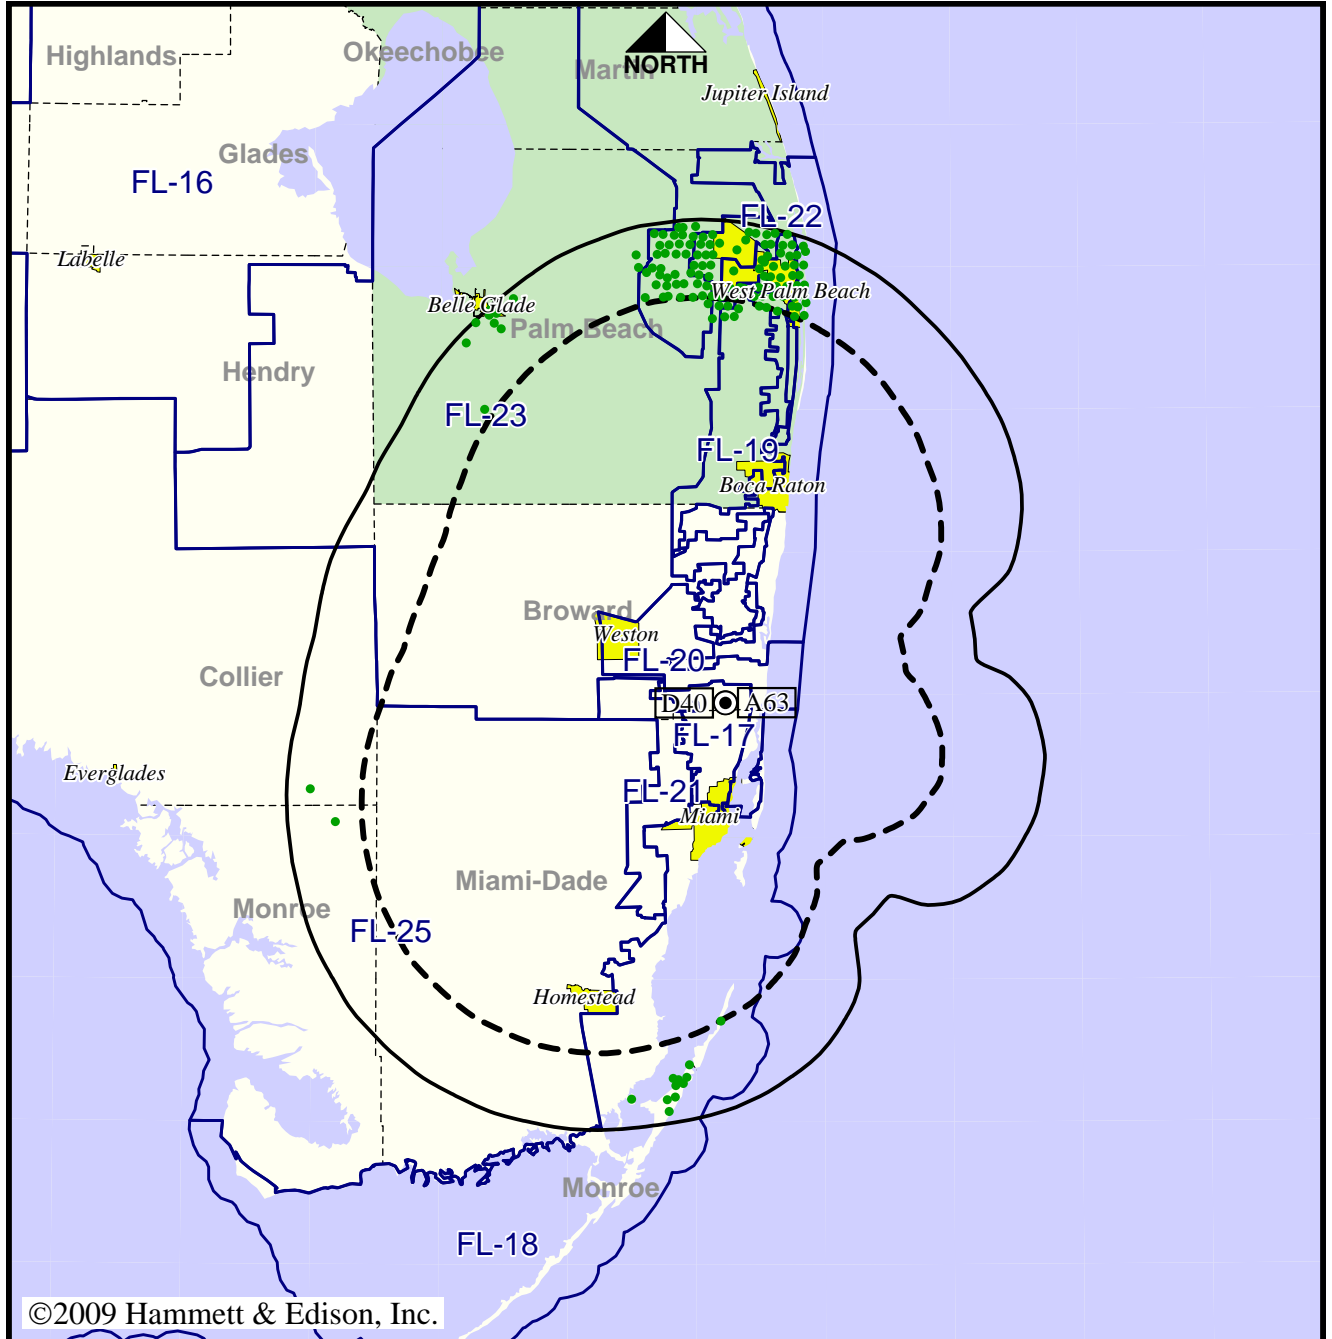 Highlands
Okeechobee
Martin
NORTH
Jupiter Island
Glades
FL-16
FL-22
Labelle
West Palm Beach
Belle Glade
Palm Beach
Hendry
FL-23
FL-19
Boca Raton
Broward
Weston
FL-20
Collier
D40 A63
FL-17
Everglades
FL-21
Miami
Miami-Dade
Monroe
FL-25
Homestead
Monroe
FL-18
©2009 Hammett & Edison, Inc.